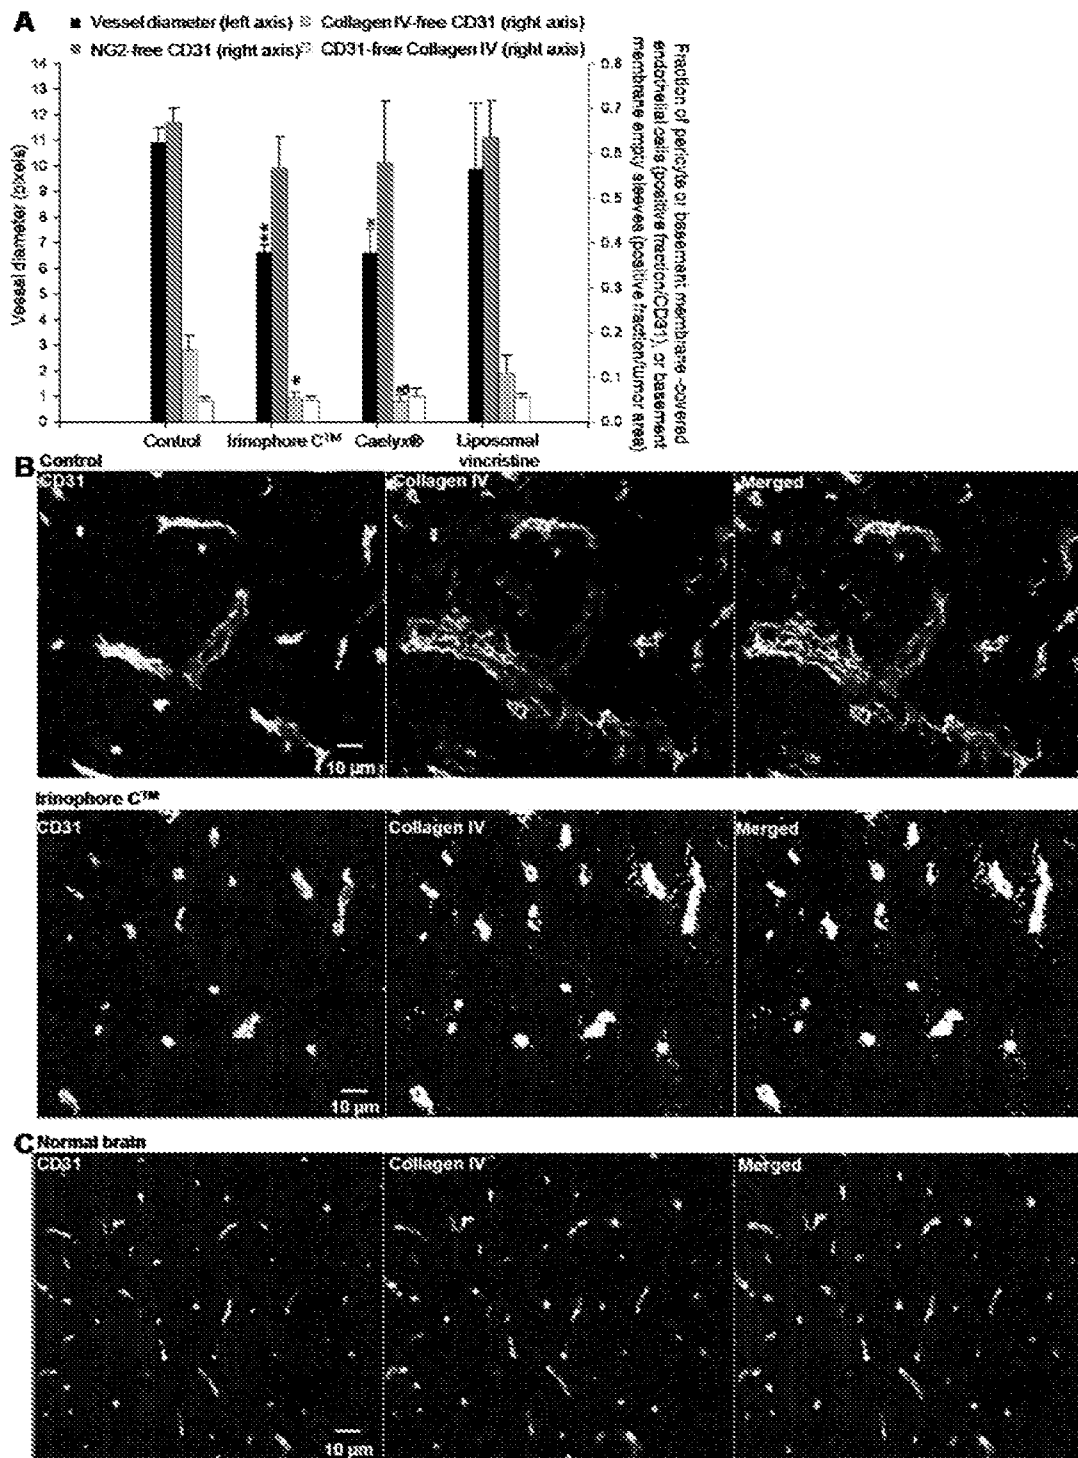 A
Vessel diameter (left axis) Collagen IV-free CD31 (right axis)
NG2-free CD31 (right axis) CD31-free Collagen IV (right axis)
14
13
12
11
10
9
8
7
6
5
4
3
2
1
0
Vessel diameter (pixels)
**
*
*
0.8
0.7
0.6
0.5
0.4
0.3
0.2
0.1
0.0
Fraction of pericyte or basement membrane -covered
endothelial cells (positive fraction/CD31), or basement
membrane empty sleeves (positive fraction/tumor area)
Control Irinophore C™ Caelyx® Liposomal
vincristine
B Control
CD31 Collagen IV Merged
10 µm
Irinophore C™
CD31 Collagen IV Merged
10 µm
C Normal brain
CD31 Collagen IV Merged
10 µm